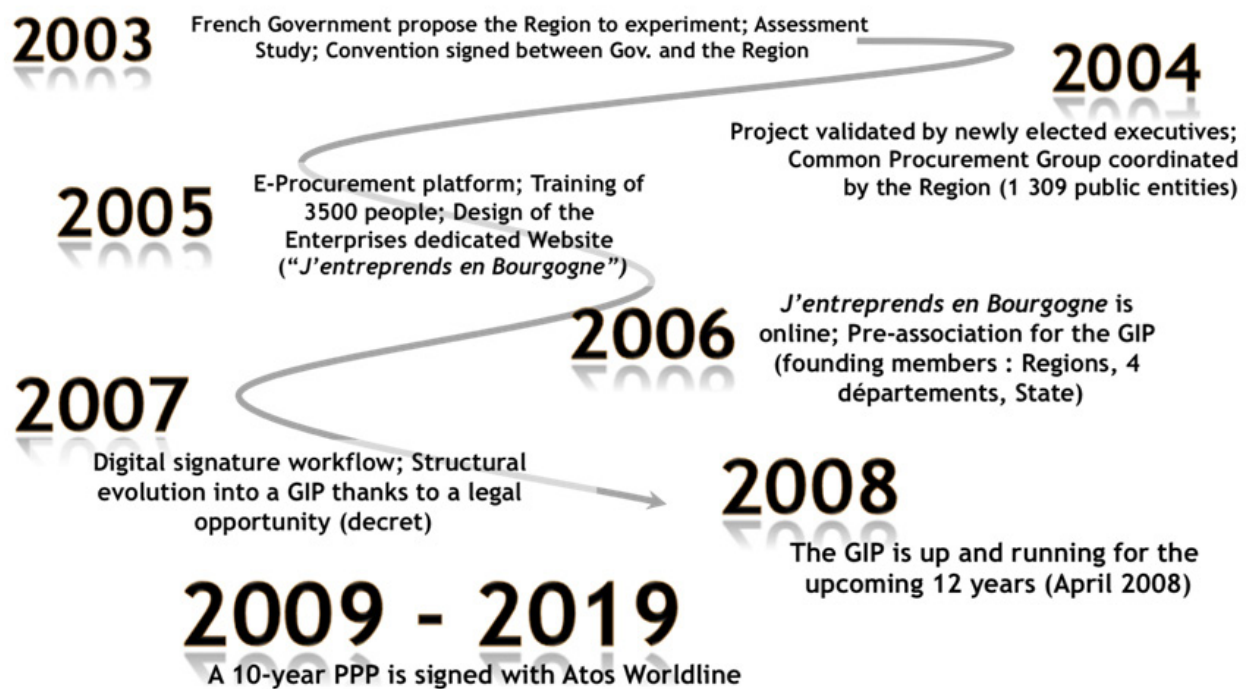 2003
French Government propose the Region to experiment; Assessment
Study; Convention signed between Gov. and the Region
2004
Project validated by newly elected executives;
Common Procurement Group coordinated
by the Region (1 309 public entities)
2005
E-Procurement platform; Training of
3500 people; Design of the
Enterprises dedicated Website
(“J’entreprends en Bourgogne”)
2006
J’entreprends en Bourgogne is
online; Pre-association for the GIP
(founding members : Regions, 4
départements, State)
2007
Digital signature workflow; Structural
evolution into a GIP thanks to a legal
opportunity (decret)
2008
The GIP is up and running for the
upcoming 12 years (April 2008)
2009 - 2019
A 10-year PPP is signed with Atos Worldline